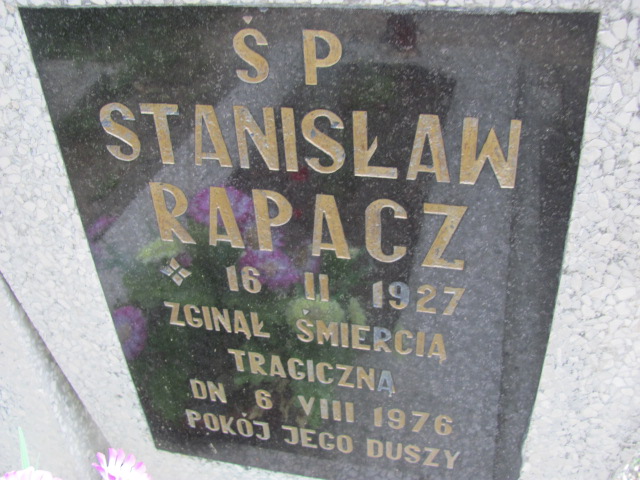 ŚP
STANISŁAW
RAPACZ
16 II 1927
ZGINĄŁ ŚMIERCIĄ
TRAGICZNĄ
DN 6 VIII 1976
POKÓJ JEGO DUSZY